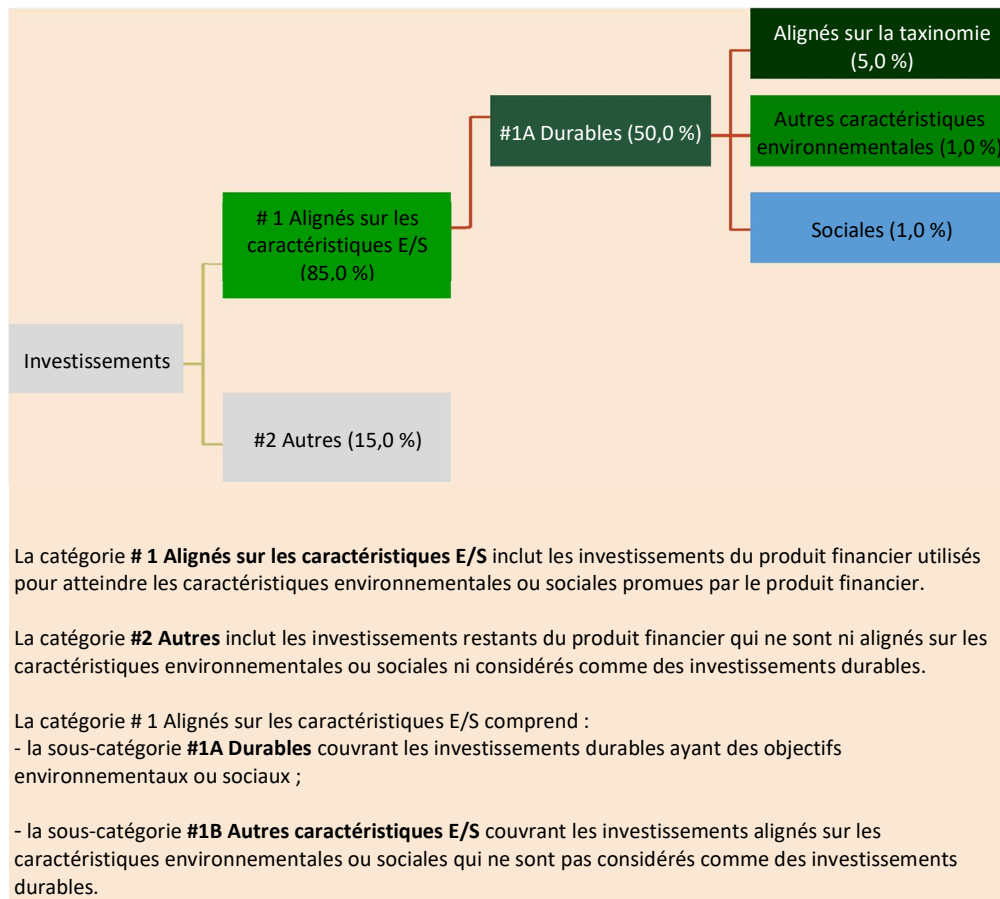 Alignés sur la taxinomie
(5,0 %)
#1A Durables (50,0 %)
Autres caractéristiques
environnementales (1,0 %)
# 1 Alignés sur les
caractéristiques E/S
(85,0 %)
Sociales (1,0 %)
Investissements
#2 Autres (15,0 %)
La catégorie # 1 Alignés sur les caractéristiques E/S inclut les investissements du produit financier utilisés
pour atteindre les caractéristiques environnementales ou sociales promues par le produit financier.
La catégorie #2 Autres inclut les investissements restants du produit financier qui ne sont ni alignés sur les
caractéristiques environnementales ou sociales ni considérés comme des investissements durables.
La catégorie # 1 Alignés sur les caractéristiques E/S comprend :
- la sous-catégorie #1A Durables couvrant les investissements durables ayant des objectifs
environnementaux ou sociaux ;
- la sous-catégorie #1B Autres caractéristiques E/S couvrant les investissements alignés sur les
caractéristiques environnementales ou sociales qui ne sont pas considérés comme des investissements
durables.